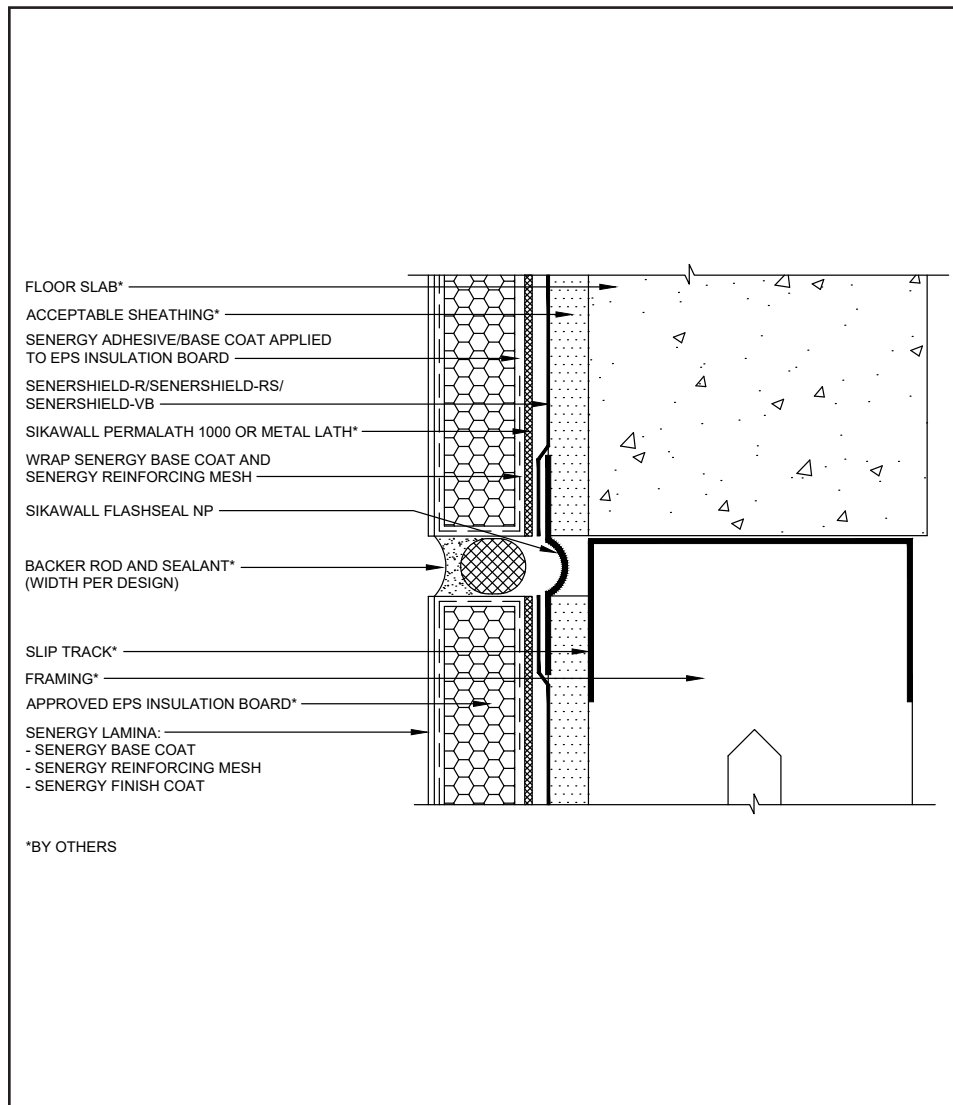 FLOOR SLAB*
ACCEPTABLE SHEATHING*
SENERGY ADHESIVE/BASE COAT APPLIED
TO EPS INSULATION BOARD
SENERSHIELD-R/SENERSHIELD-RS/
SENERSHIELD-VB
SIKAWALL PERMALATH 1000 OR METAL LATH*
WRAP SENERGY BASE COAT AND
SENERGY REINFORCING MESH
SIKAWALL FLASHSEAL NP
BACKER ROD AND SEALANT*
(WIDTH PER DESIGN)
SLIP TRACK*
FRAMING*
APPROVED EPS INSULATION BOARD*
SENERGY LAMINA:
- SENERGY BASE COAT
- SENERGY REINFORCING MESH
- SENERGY FINISH COAT
*BY OTHERS